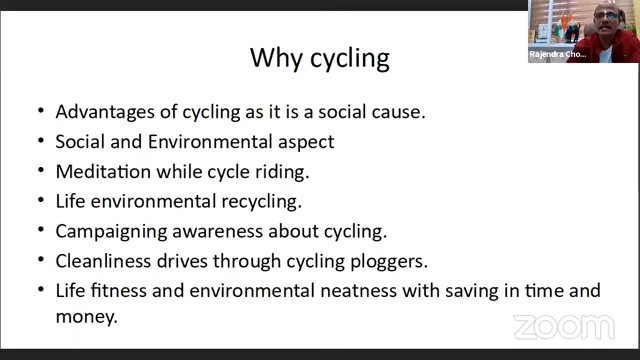 Why cycling
Rajendra Cho...
• Advantages of cycling as it is a social cause.
• Social and Environmental aspect
• Meditation while cycle riding.
• Life environmental recycling.
• Campaigning awareness about cycling.
• Cleanliness drives through cycling ploggers.
• Life fitness and environmental neatness with saving in time and
money.
zoom